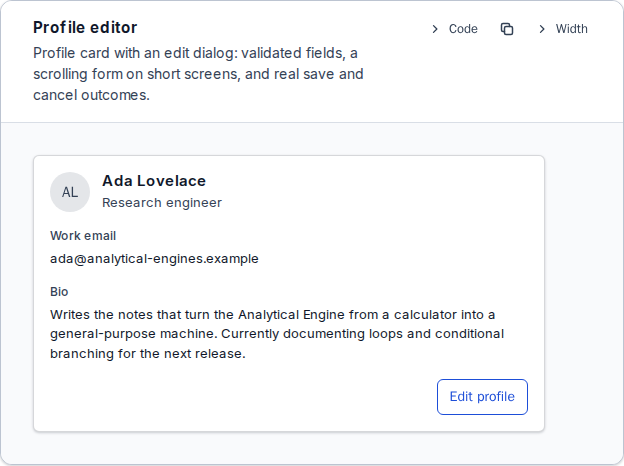 Profile editor
Code
Width
Profile card with an edit dialog: validated fields, a
scrolling form on short screens, and real save and
cancel outcomes.
AL
Ada Lovelace
Research engineer
Work email
ada@analytical-engines.example
Bio
Writes the notes that turn the Analytical Engine from a calculator into a
general-purpose machine. Currently documenting loops and conditional
branching for the next release.
Edit profile